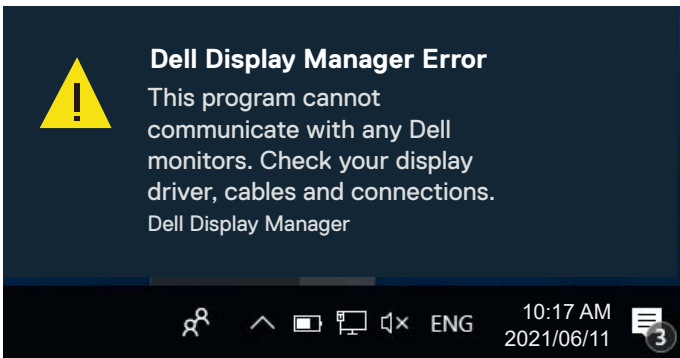 Dell Display Manager Error
This program cannot
communicate with any Dell
monitors. Check your display
driver, cables and connections.
Dell Display Manager
ENG
10:17 AM
2021/06/11
3